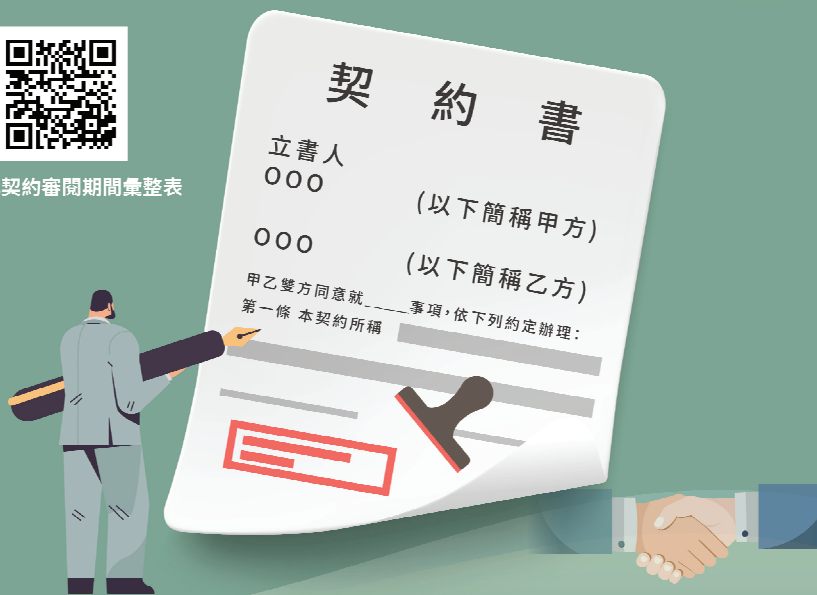 契約審閱期間彙整表
契 約 書
立書人
OOO
(以下簡稱甲方)
OOO
(以下簡稱乙方)
甲乙雙方同意就_____事項,依下列約定辦理:
第一條 本契約所稱